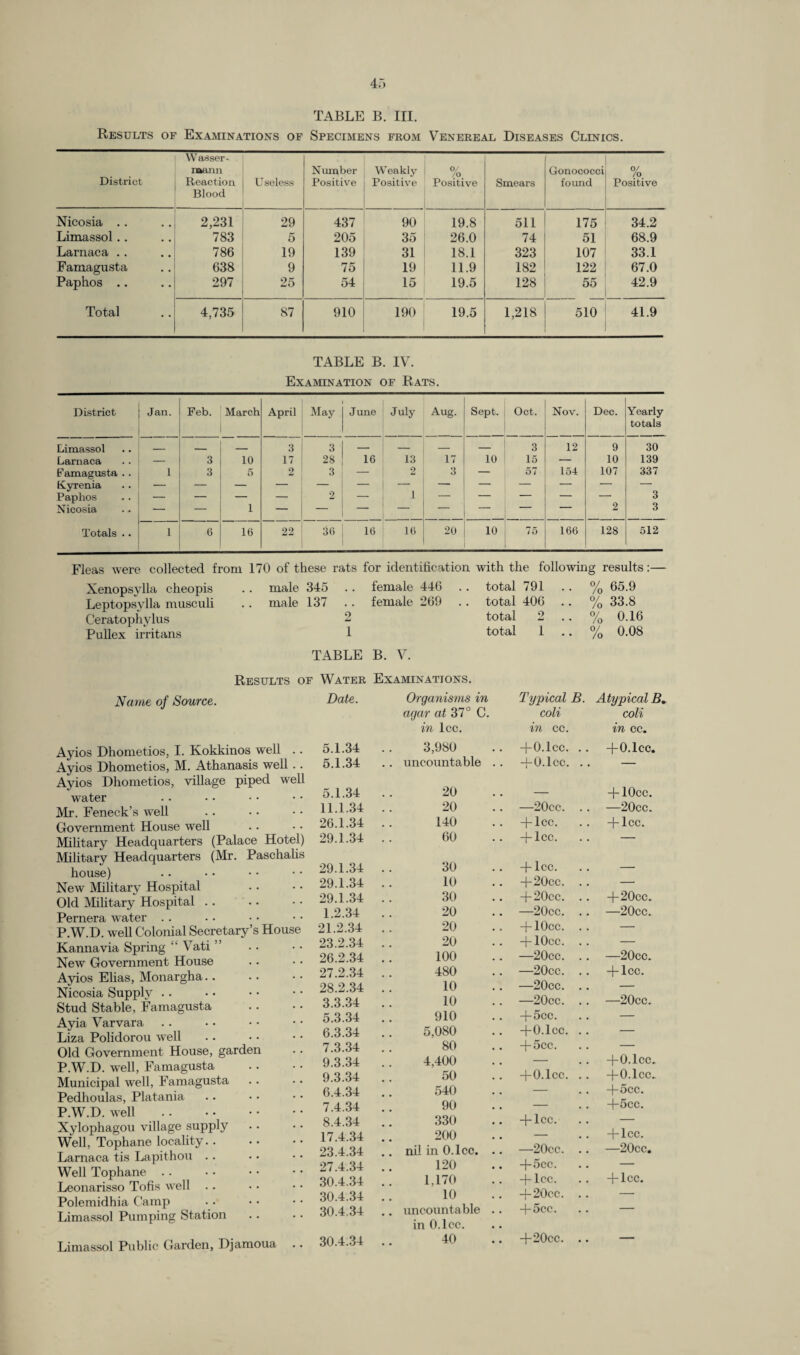 45
TABLE B. III.
Results of Examinations of Specimens from Venereal Diseases Clinics.
District | Wassermann Reaction Blood | Useless | Number Positive | Weakly Positive | % Positive | Smears | Gonococci found | % Positive
Nicosia .. .. 2,231 29 437 90 19.8 511 175 34.2
Limassol .. .. 783 5 205 35 26.0 74 51 68.9
Larnaca .. .. 786 19 139 31 18.1 323 107 33.1
Famagusta .. 638 9 75 19 11.9 182 122 67.0
Paphos .. .. 297 25 54 15 19.5 128 55 42.9
Total .. 4,735 87 910 190 19.5 1,218 510 41.9
TABLE B. IV.
Examination of Rats.
District | Jan. | Feb. | March | April | May | June | July | Aug. | Sept. | Oct. | Nov. | Dec. | Yearly totals
Limassol .. — — — 3 3 — — — — 3 12 9 30
Larnaca .. — 3 10 17 28 16 13 17 10 15 — 10 139
Famagusta .. 1 3 5 2 3 — 2 3 — 57 154 107 337
Kyrenia .. — — — — — — — — — — — — —
Paphos .. — — — — 2 — 1 — — — — — 3
Nicosia .. — — 1 — — — — — — — — 2 3
Totals .. 1 6 16 22 36 16 16 20 10 75 166 128 512
Fleas were collected from 170 of these rats for identification with the following results:—
Xenopsylla cheopis .. male 345 .. female 446 .. total 791 .. % 65.9
Leptopsylla musculi .. male 137 .. female 269 .. total 406 .. % 33.8
Ceratophylus 2 total 2 .. % 0.16
Pullex irritans 1 total 1 .. % 0.08
TABLE B. V.
Results of Water Examinations.
Name of Source. Date. Organisms in agar at 37° C. in 1cc. Typical B. coli in cc. Atypical B. coli in cc.
Ayios Dhometios, I. Kokkinos well .. 5.1.34 .. 3,980 .. +0.1cc. .. +0.1cc.
Ayios Dhometios, M. Athanasis well .. 5.1.34 .. uncountable .. +0.1cc. .. —
Ayios Dhometios, village piped well
water .. .. .. .. 5.1.34 .. 20 .. — +10cc.
Mr. Feneck's well .. .. .. 11.1.34 .. 20 .. —20cc. .. —20cc.
Government House well .. .. 26.1.34 .. 140 .. +1cc. .. +1cc.
Military Headquarters (Palace Hotel) 29.1.34 .. 60 .. +1cc. .. —
Military Headquarters (Mr. Paschalis
house) .. .. .. .. 29.1.34 .. 30 .. +1cc. .. —
New Military Hospital .. .. 29.1.34 .. 10 .. +20cc. .. —
Old Military Hospital .. .. .. 29.1.34 .. 30 .. +20cc. .. +20cc.
Pernera water .. .. .. .. 1.2.34 .. 20 .. —20cc. .. —20cc.
P.W.D. well Colonial Secretary's House 21.2.34 .. 20 .. +10cc. .. —
Kannavia Spring “ Vati ” .. .. 23.2.34 .. 20 .. +10cc. .. —
New Government House .. .. 26.2.34 .. 100 .. —20cc. .. —20cc.
Ayios Elias, Monargha .. .. .. 27.2.34 .. 480 .. —20cc. .. +1cc.
Nicosia Supply .. .. .. .. 28.2.34 .. 10 .. —20cc. .. —
Stud Stable, Famagusta .. .. 3.3.34 .. 10 .. —20cc. .. —20cc.
Ayia Varvara .. .. .. .. 5.3.34 .. 910 .. +5cc. .. —
Liza Polidorou well .. .. .. 6.3.34 .. 5,080 .. +0.1cc. .. —
Old Government House, garden .. 7.3.34 .. 80 .. +5cc. .. —
P.W.D. well, Famagusta .. .. 9.3.34 .. 4,400 .. — .. +0.1cc.
Municipal well, Famagusta .. .. 9.3.34 .. 50 .. +0.1cc. .. +0.1cc.
Pedhoulas, Platania .. .. .. 6.4.34 .. 540 .. — .. +5cc.
P.W.D. well .. .. .. .. 7.4.34 .. 90 .. — .. +5cc.
Xylophagou village supply .. .. 8.4.34 .. 330 .. +1cc. .. —
Well, Tophane locality .. .. .. 17.4.34 .. 200 .. — .. +1cc.
Larnaca tis Lapithou .. .. .. 23.4.34 .. nil in 0.1cc. .. —20cc. .. —20cc.
Well Tophane .. .. .. .. 27.4.34 .. 120 .. +5cc. .. —
Leonarisso Tofis well .. .. .. 30.4.34 .. 1,170 .. +1cc. .. +1cc.
Polemidhia Camp .. .. .. 30.4.34 .. 10 .. +20cc. .. —
Limassol Pumping Station .. .. 30.4.34 .. uncountable .. +5cc. .. —
in 0.1cc. ..
Limassol Public Garden, Djamoua .. 30.4.34 .. 40 .. +20cc. .. —